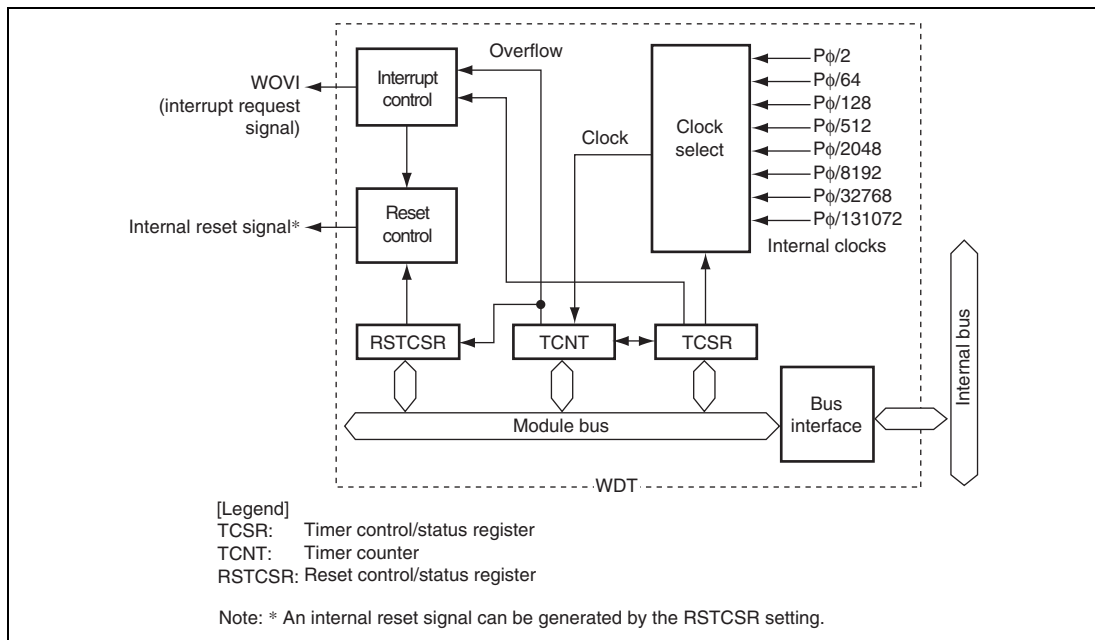 Overflow
WOVI
(interrupt request
signal)
Interrupt
control
Clock
Clock
select
Pϕ/2
Pϕ/64
Pϕ/128
Pϕ/512
Pϕ/2048
Pϕ/8192
Pϕ/32768
Pϕ/131072
Internal clocks
Internal reset signal*
Reset
control
RSTCSR
TCNT
TCSR
Module bus
Bus
interface
Internal bus
WDT
[Legend]
TCSR: Timer control/status register
TCNT: Timer counter
RSTCSR: Reset control/status register
Note: * An internal reset signal can be generated by the RSTCSR setting.